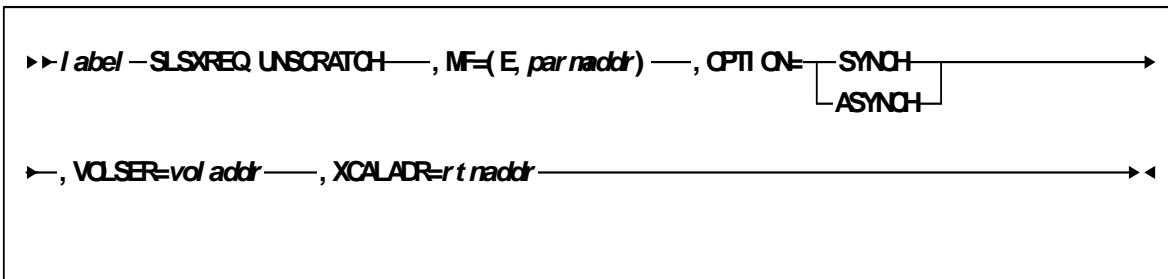 label SLSXREQ UNSCRATCH , MF=(E,parmaddr) , OPTION= SYNCH
ASYNCH
, VOLSER=voladdr , XCALADR=rtnaddr